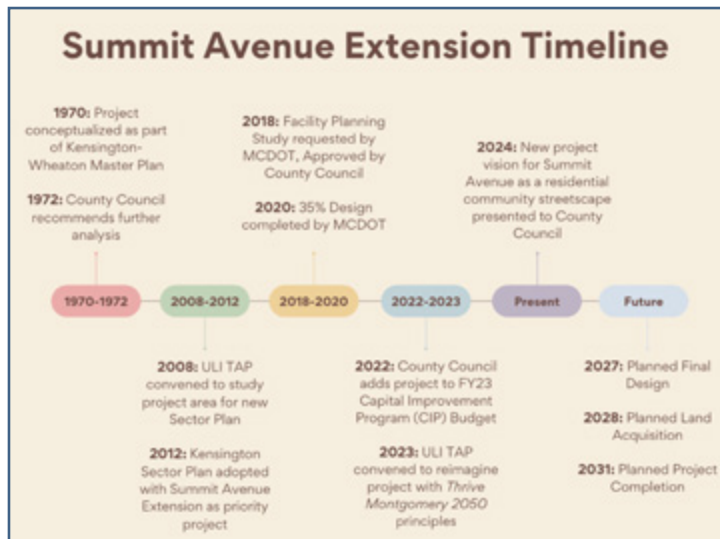 Summit Avenue Extension Timeline
1970: Project
conceptualized as part
of Kensington-
Wheaton Master Plan
1972: County Council
recommends further
analysis
2018: Facility Planning
Study requested by
MCDOT, Approved by
County Council
2020: 35% Design
completed by MCDOT
2024: New project
vision for Summit
Avenue as a residential
community streetscape
presented to County
Council
1970-1972
2008-2012
2018-2020
2022-2023
Present
Future
2008: ULI TAP
convened to study
project area for new
Sector Plan
2012: Kensington
Sector Plan adopted
with Summit Avenue
Extension as priority
project
2022: County Council
adds project to FY23
Capital Improvement
Program (CIP) Budget
2023: ULI TAP
convened to reimagine
project with Thrive
Montgomery 2050
principles
2027: Planned Final
Design
2028: Planned Land
Acquisition
2031: Planned Project
Completion